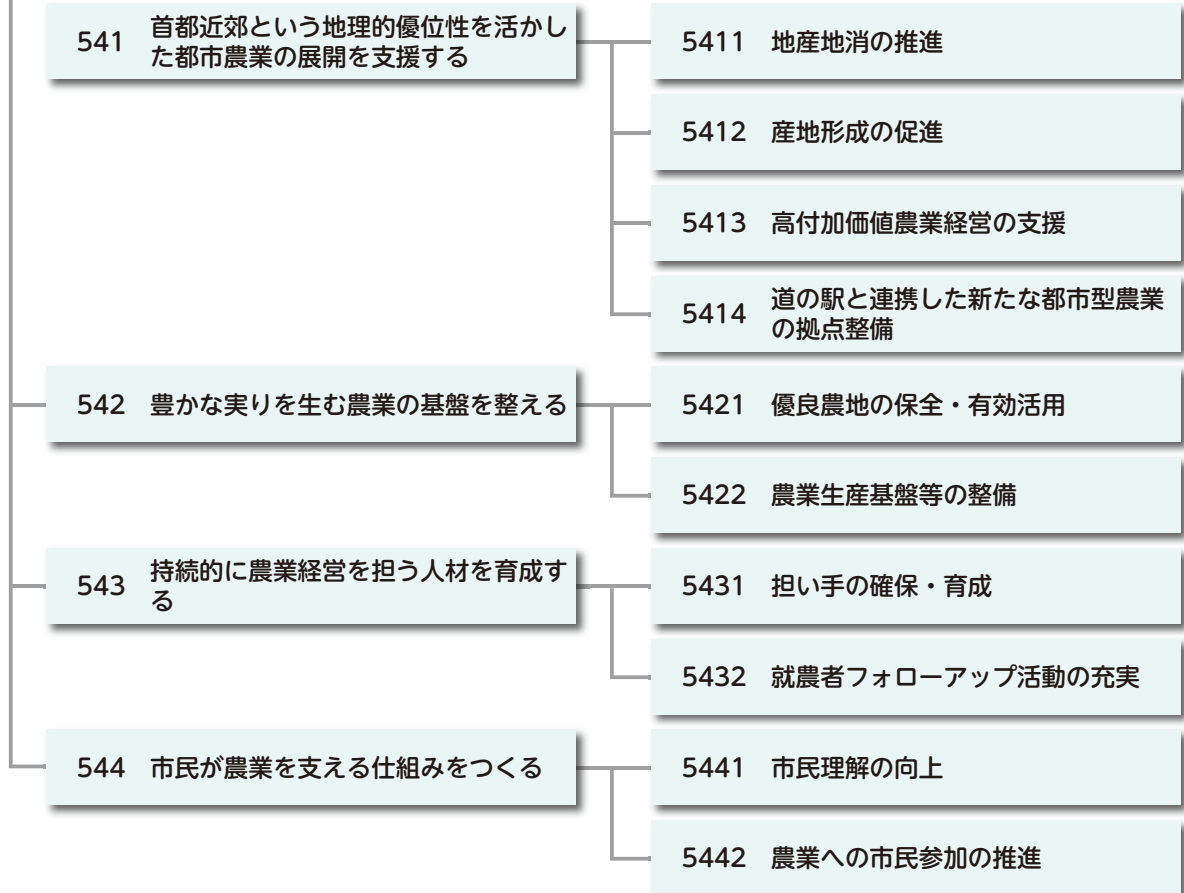 541 首都近郊という地理的優位性を活かし
た都市農業の展開を支援する
5411 地産地消の推進
5412 産地形成の促進
5413 高付加価値農業経営の支援
5414 道の駅と連携した新たな都市型農業
の拠点整備
542 豊かな実りを生む農業の基盤を整える
5421 優良農地の保全・有効活用
5422 農業生産基盤等の整備
543 持続的に農業経営を担う人材を育成す
る
5431 担い手の確保・育成
5432 就農者フォローアップ活動の充実
544 市民が農業を支える仕組みをつくる
5441 市民理解の向上
5442 農業への市民参加の推進